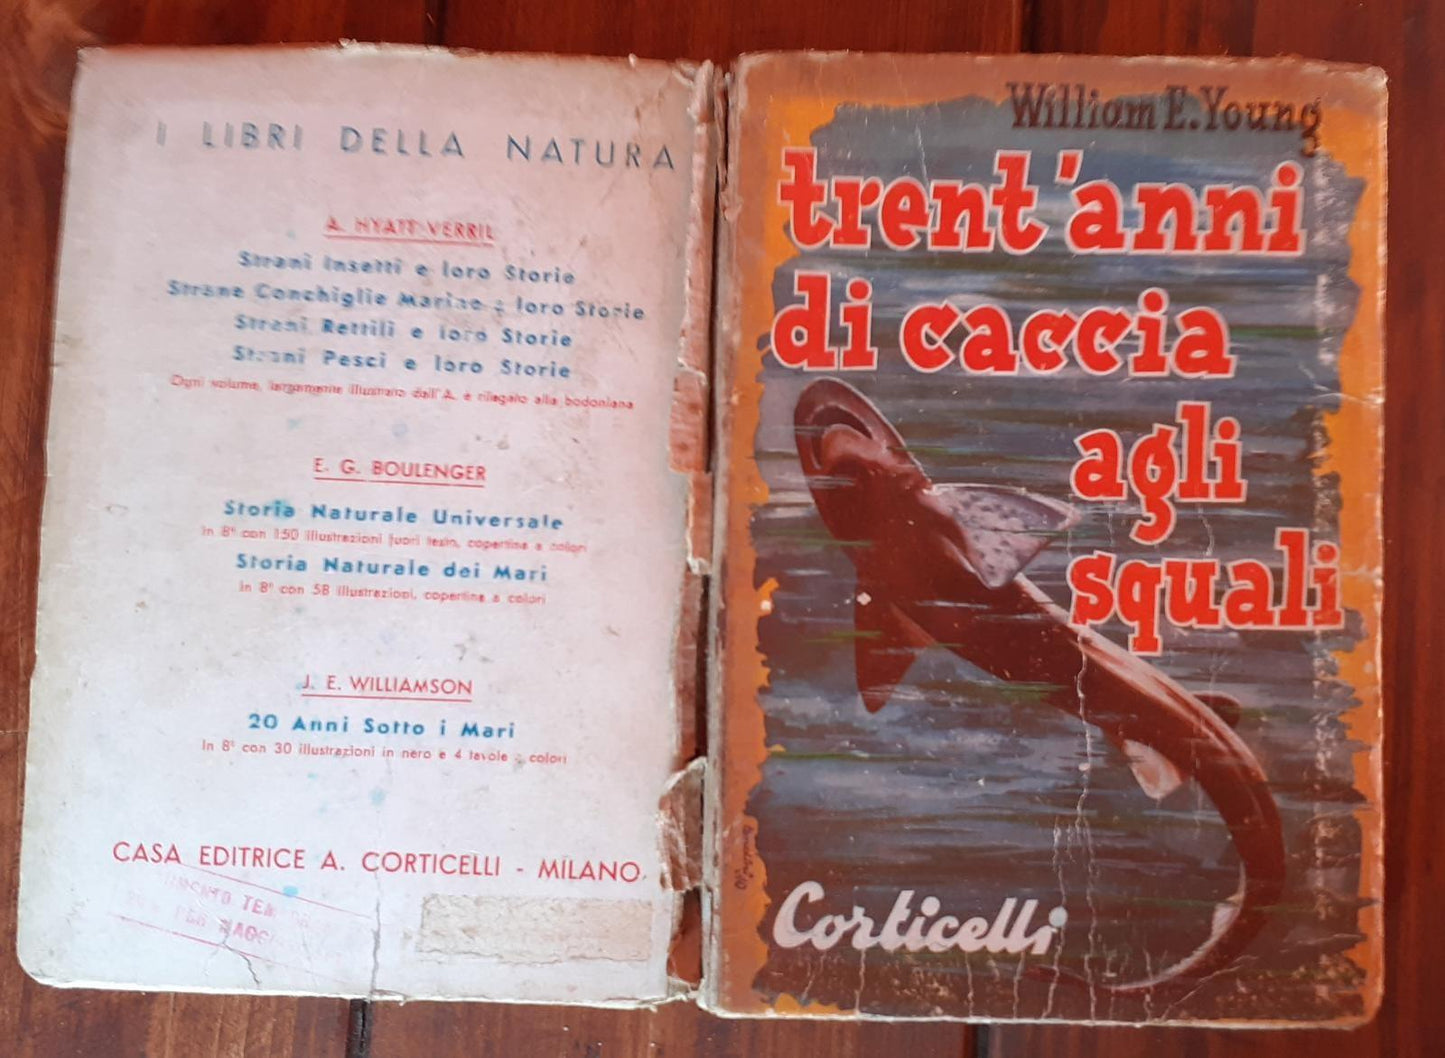 I LIBRI DELLA NATURA
A. HYATT VERRIL
Strani Insetti e loro Storie
Strane Conchiglie Marine e loro Storie
Strani Rettili e loro Storie
Strani Pesci e loro Storie
Ogni volume, largamente illustrato dall'A. è rilegato alla bodoniana
E. G. BOULENGER
Storia Naturale Universale
In 8° con 150 illustrazioni fuori testo, copertina a colori
Storia Naturale dei Mari
In 8° con 58 illustrazioni, copertina a colori
J. E. WILLIAMSON
20 Anni Sotto i Mari
In 8° con 30 illustrazioni in nero e 4 tavole a colori
CASA EDITRICE A. CORTICELLI - MILANO
William E. Young
trent'anni
di caccia
agli
squali
Corticelli